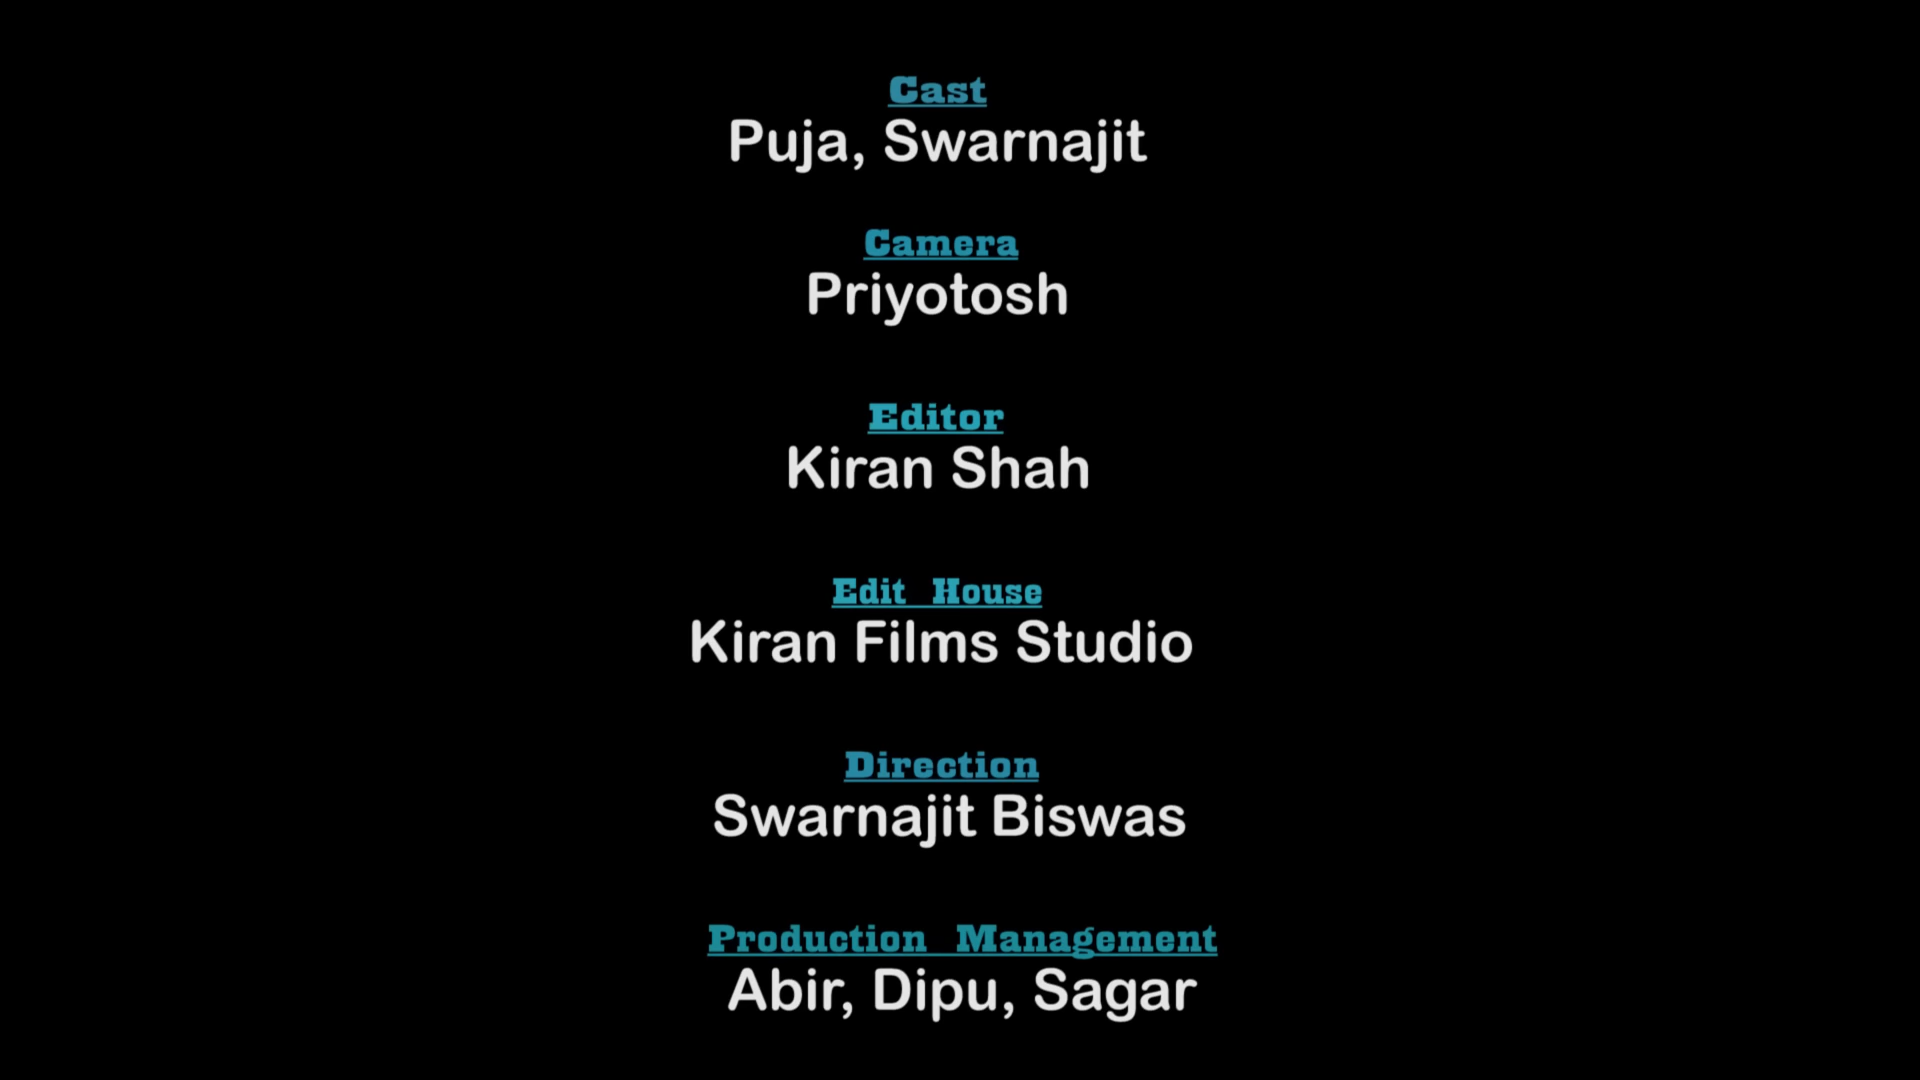 Cast
Puja, Swarnajit
Camera
Priyotosh
Editor
Kiran Shah
Edit House
Kiran Films Studio
Direction
Swarnajit Biswas
Production Management
Abir, Dipu, Sagar